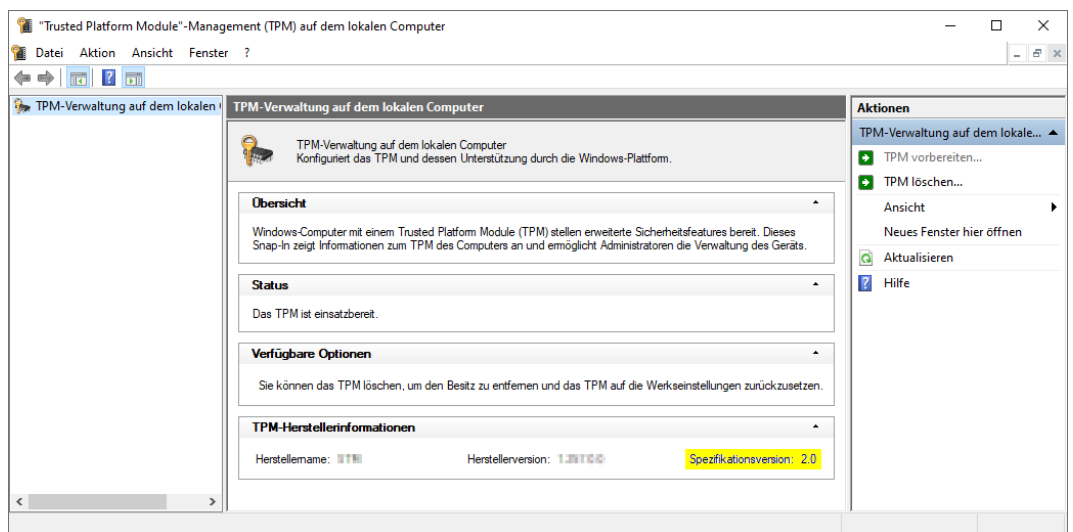 "Trusted Platform Module"-Management (TPM) auf dem lokalen Computer
Datei Aktion Ansicht Fenster ?
TPM-Verwaltung auf dem lokalen
TPM-Verwaltung auf dem lokalen Computer
TPM-Verwaltung auf dem lokalen Computer
Konfiguriert das TPM und dessen Unterstützung durch die Windows-Plattform.
Übersicht
Windows-Computer mit einem Trusted Platform Module (TPM) stellen erweiterte Sicherheitsfeatures bereit. Dieses
Snap-In zeigt Informationen zum TPM des Computers an und ermöglicht Administratoren die Verwaltung des Geräts.
Status
Das TPM ist einsatzbereit.
Verfügbare Optionen
Sie können das TPM löschen, um den Besitz zu entfernen und das TPM auf die Werkseinstellungen zurückzusetzen.
TPM-Herstellerinformationen
Herstellername:
Herstellerversion:
Spezifikationsversion: 2.0
Aktionen
TPM-Verwaltung auf dem lokale...
TPM vorbereiten...
TPM löschen...
Ansicht
Neues Fenster hier öffnen
Aktualisieren
Hilfe